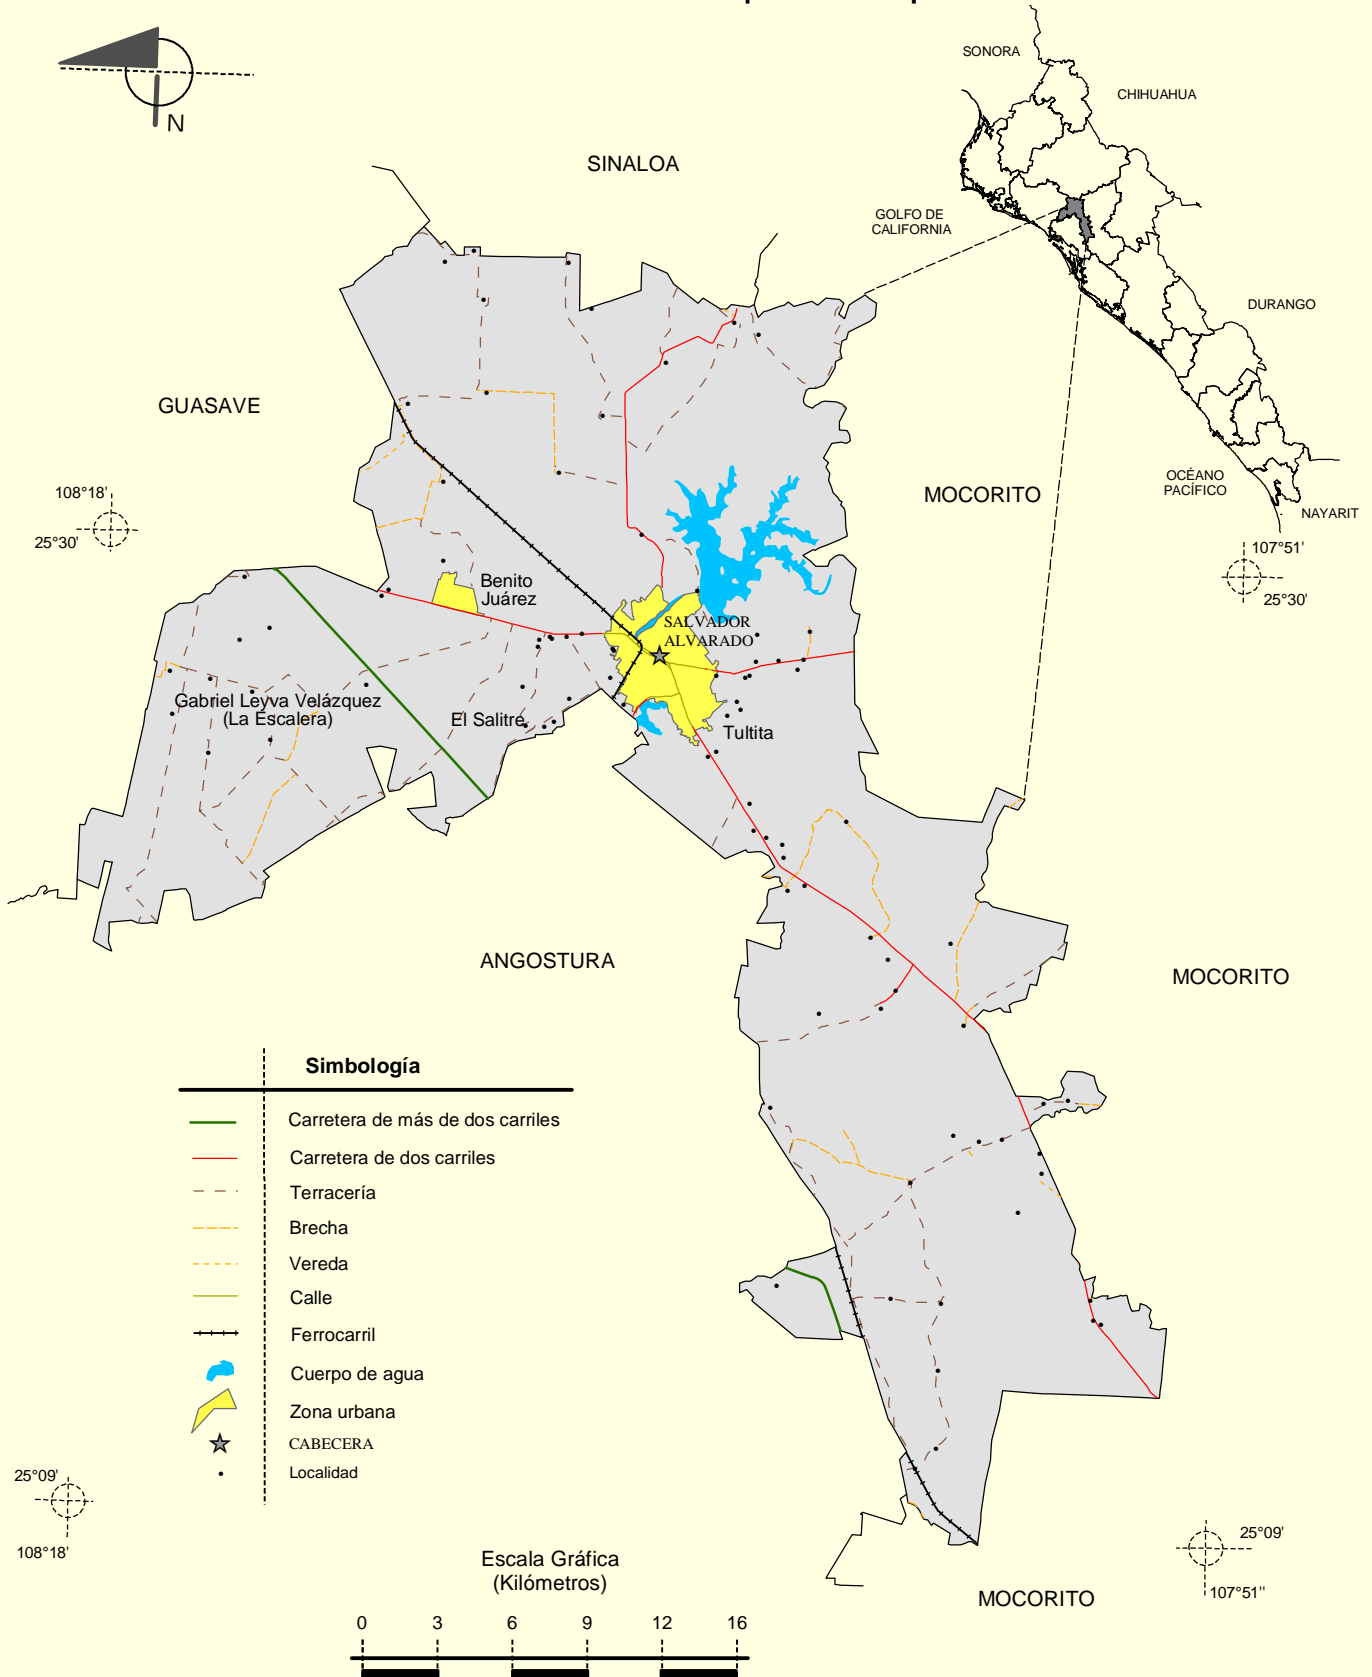 SONORA
CHIHUAHUA
N
SINALOA
GOLFO DE
CALIFORNIA
DURANGO
GUASAVE
OCÉANO
PACÍFICO
NAYARIT
108°18'
25°30'
MOCORITO
107°51'
25°30'
Benito
Juárez
SALVADOR
ALVARADO
Gabriel Leyva Velázquez
(La Escalera)
El Salitre
Tultita
ANGOSTURA
MOCORITO
Simbología
Carretera de más de dos carriles
Carretera de dos carriles
Terracería
Brecha
Vereda
Calle
Ferrocarril
Cuerpo de agua
Zona urbana
CABECERA
Localidad
25°09'
108°18'
25°09'
107°51''
MOCORITO
Escala Gráfica
(Kilómetros)
0 3 6 9 12 16